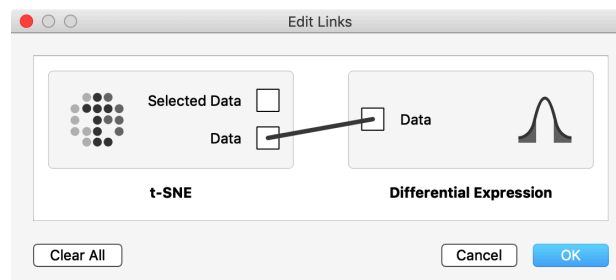 Edit Links
Selected Data
Data
Data
t-SNE
Differential Expression
Clear All
Cancel
OK